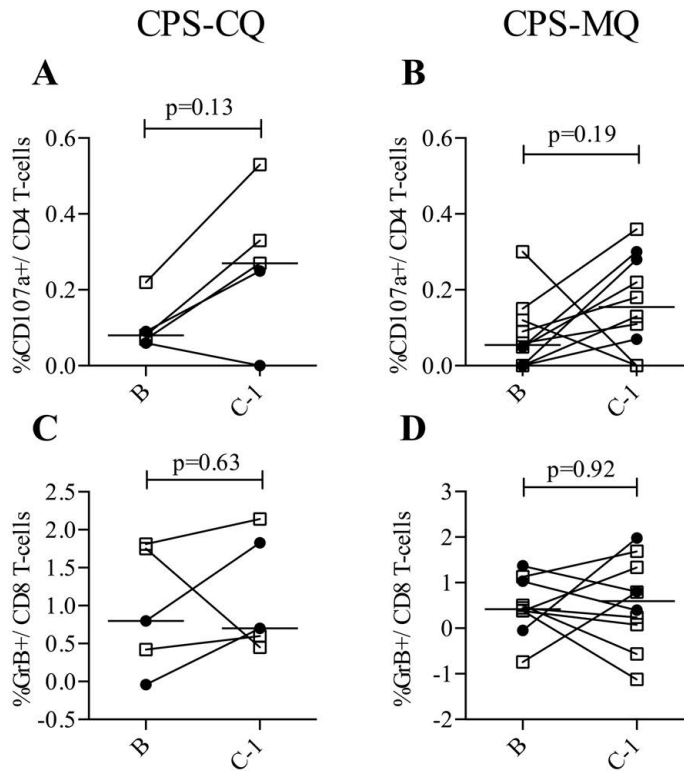 CPS-CQ
CPS-MQ
A
p=0.13
%CD107a+/ CD4 T-cells
0.6
0.4
0.2
0.0
B
C-1
B
p=0.19
%CD107a+/ CD4 T-cells
0.6
0.4
0.2
0.0
B
C-1
C
p=0.63
%GrB+/ CD8 T-cells
2.5
2.0
1.5
1.0
0.5
0.0
-0.5
B
C-1
D
p=0.92
%GrB+/ CD8 T-cells
3
2
1
0
-1
-2
B
C-1